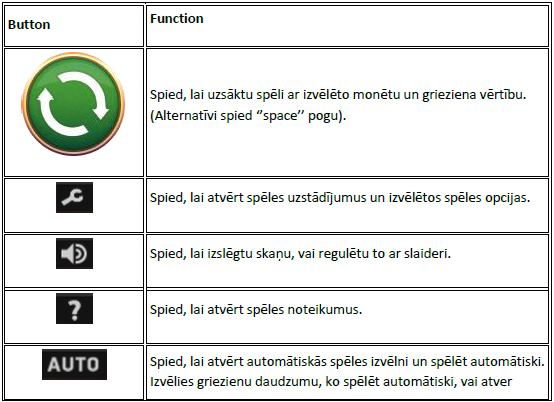 Button
Function
Spied, lai uzsāktu spēli ar izvēlēto monētu un grieziena vērtību.
(Alternatīvi spied “space” pogu).
Spied, lai atvērt spēles uzstādījumus un izvēlētos spēles opcijas.
Spied, lai izslēgtu skaņu, vai regulētu to ar slaideri.
?
Spied, lai atvērt spēles noteikumus.
AUTO
Spied, lai atvērt automātiskās spēles izvēlni un spēlēt automātiski.
Izvēlies griezienu daudzumu, ko spēlēt automātiski, vai atver